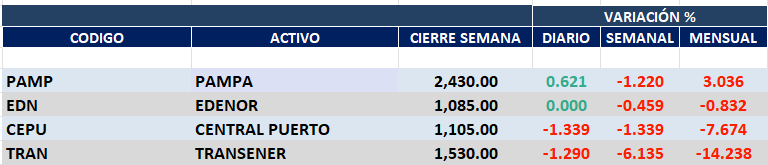 VARIACIÓN %
CODIGO ACTIVO CIERRE SEMANA DIARIO SEMANAL MENSUAL
PAMP PAMPA 2,430.00 0.621 -1.220 3.036
EDN EDENOR 1,085.00 0.000 -0.459 -0.832
CEPU CENTRAL PUERTO 1,105.00 -1.339 -1.339 -7.674
TRAN TRANSENER 1,530.00 -1.290 -6.135 -14.238